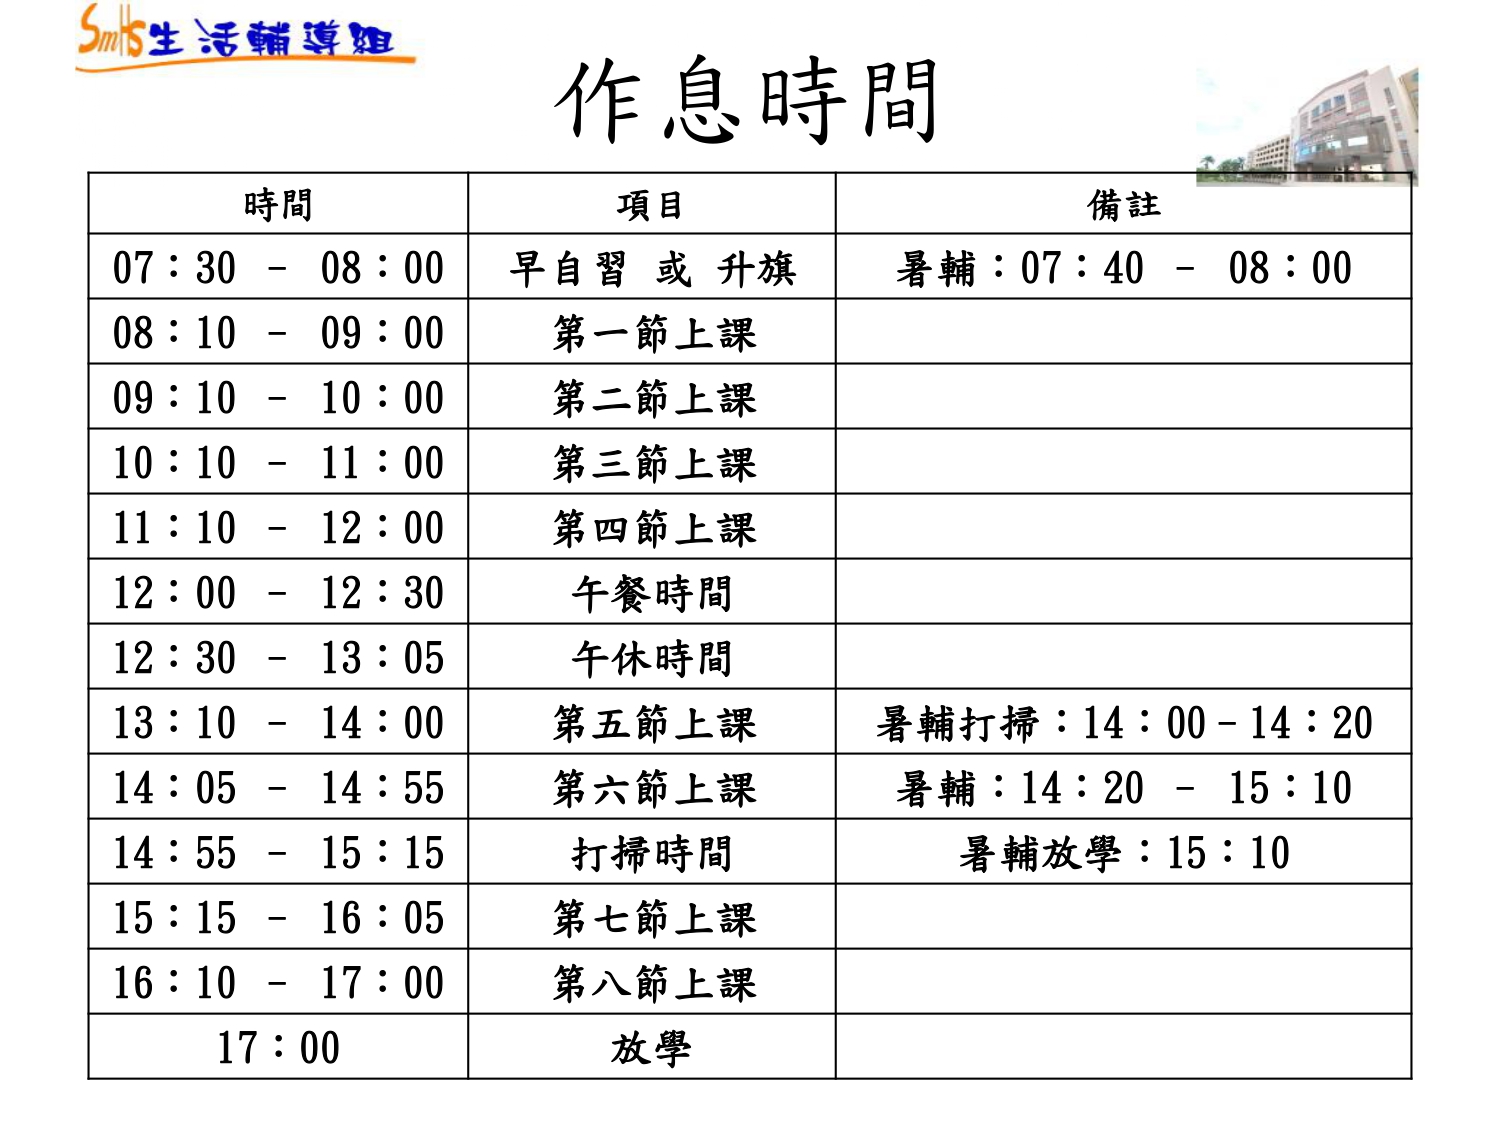 SmHS生活輔導組
作息時間
時間 項目 備註
07：30 - 08：00 早自習 或 升旗 暑輔：07：40 - 08：00
08：10 - 09：00 第一節上課
09：10 - 10：00 第二節上課
10：10 - 11：00 第三節上課
11：10 - 12：00 第四節上課
12：00 - 12：30 午餐時間
12：30 - 13：05 午休時間
13：10 - 14：00 第五節上課 暑輔打掃：14：00-14：20
14：05 - 14：55 第六節上課 暑輔：14：20 - 15：10
14：55 - 15：15 打掃時間 暑輔放學：15：10
15：15 - 16：05 第七節上課
16：10 - 17：00 第八節上課
17：00 放學